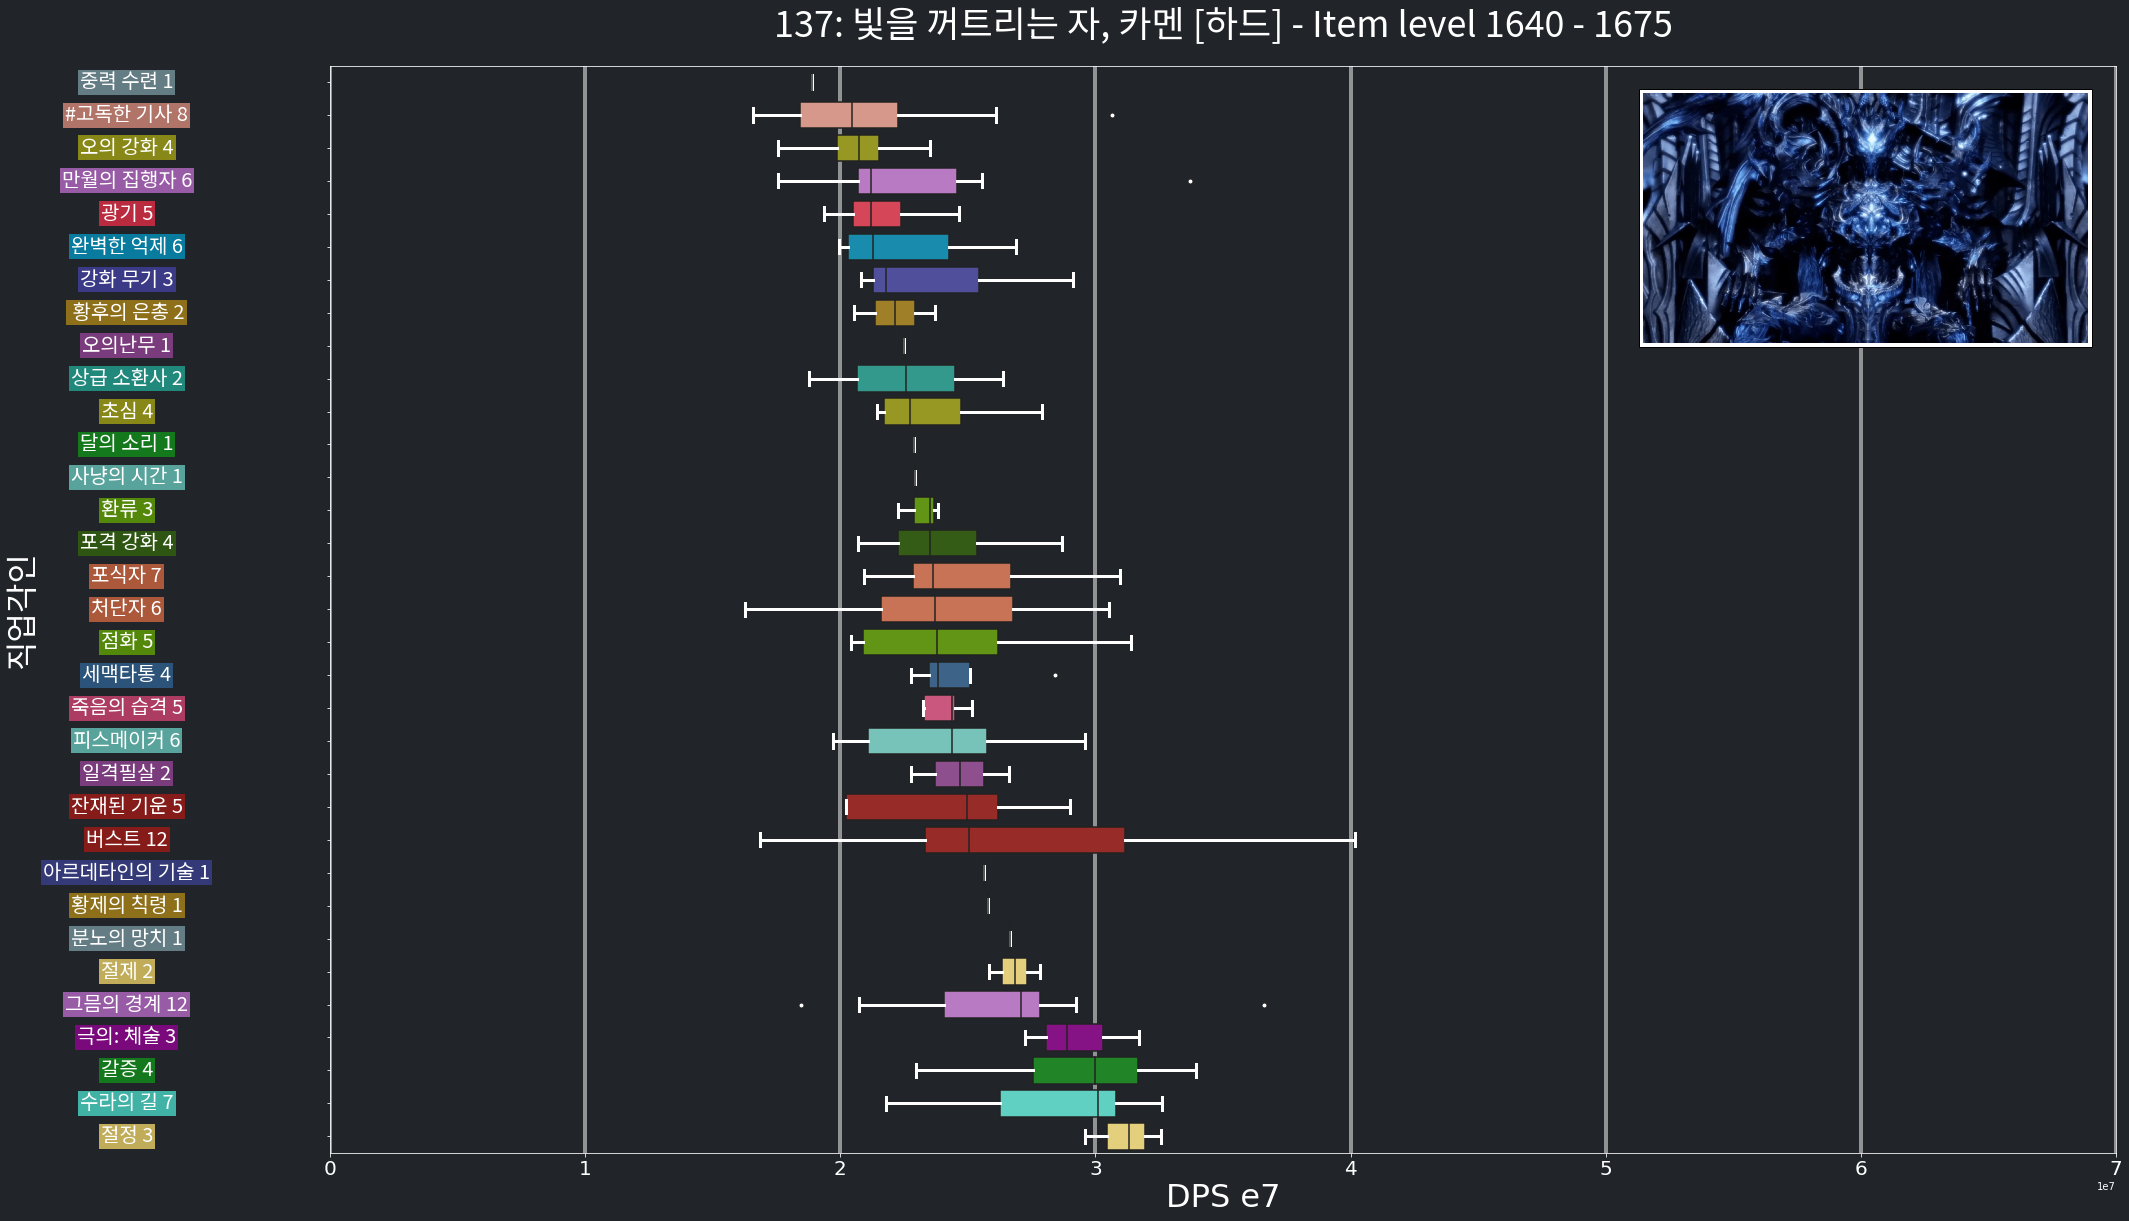 137: 빛을 꺼트리는 자, 카멘 [하드] - Item level 1640 - 1675
직업각인
중력 수련 1
#고독한 기사 8
오의 강화 4
만월의 집행자 6
광기 5
완벽한 억제 6
강화 무기 3
황후의 은총 2
오의난무 1
상급 소환사 2
초심 4
달의 소리 1
사냥의 시간 1
환류 3
포격 강화 4
포식자 7
처단자 6
점화 5
세맥타통 4
죽음의 습격 5
피스메이커 6
일격필살 2
잔재된 기운 5
버스트 12
아르데타인의 기술 1
황제의 칙령 1
분노의 망치 1
절제 2
그믐의 경계 12
극의: 체술 3
갈증 4
수라의 길 7
절정 3
0 1 2 3 4 5 6 7
1e7
DPS e7